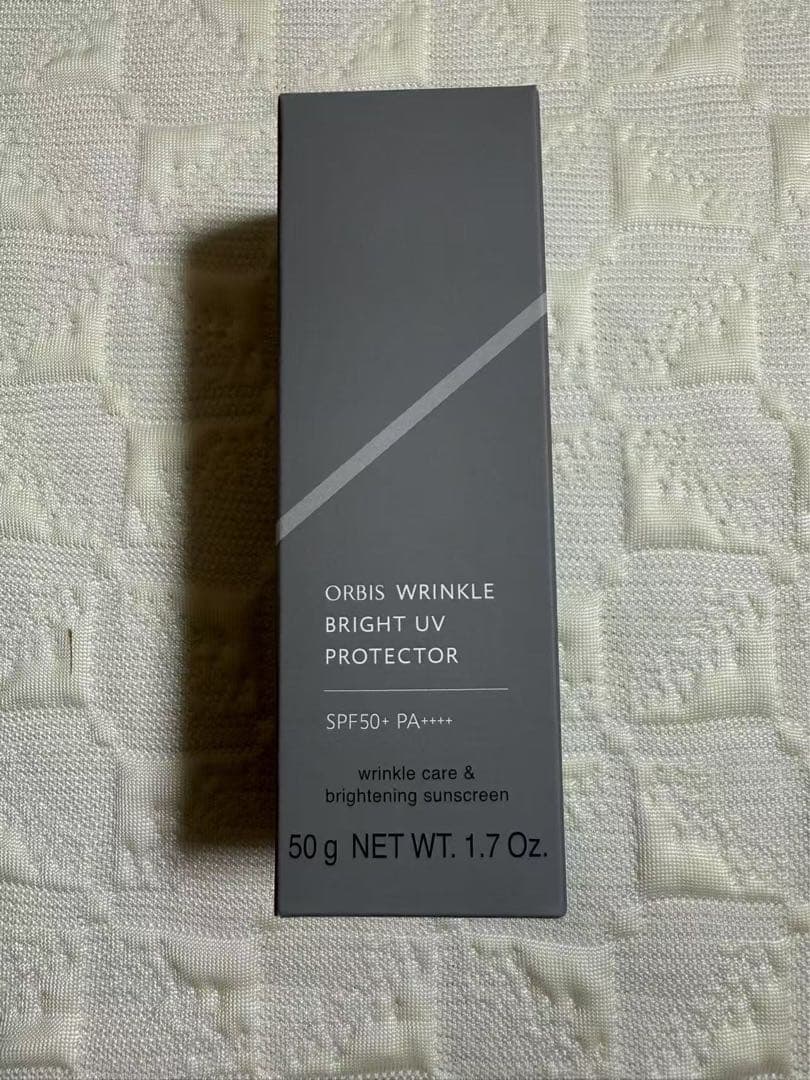 ORBIS WRINKLE
BRIGHT UV
PROTECTOR
SPF50+ PA++++
wrinkle care &
brightening sunscreen
50 g NET WT. 1.7 Oz.